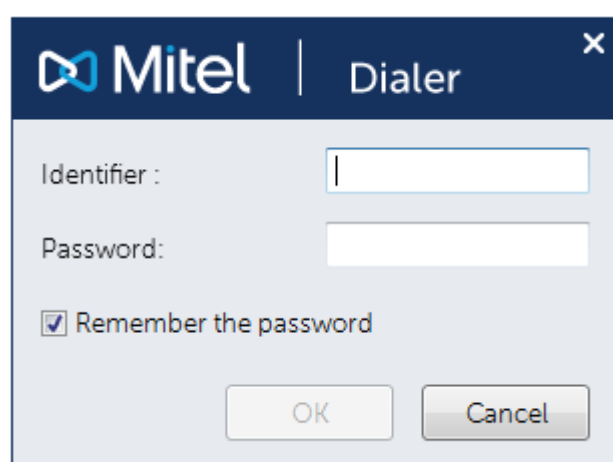 Mitel | Dialer
Identifier :
Password:
Remember the password
OK Cancel